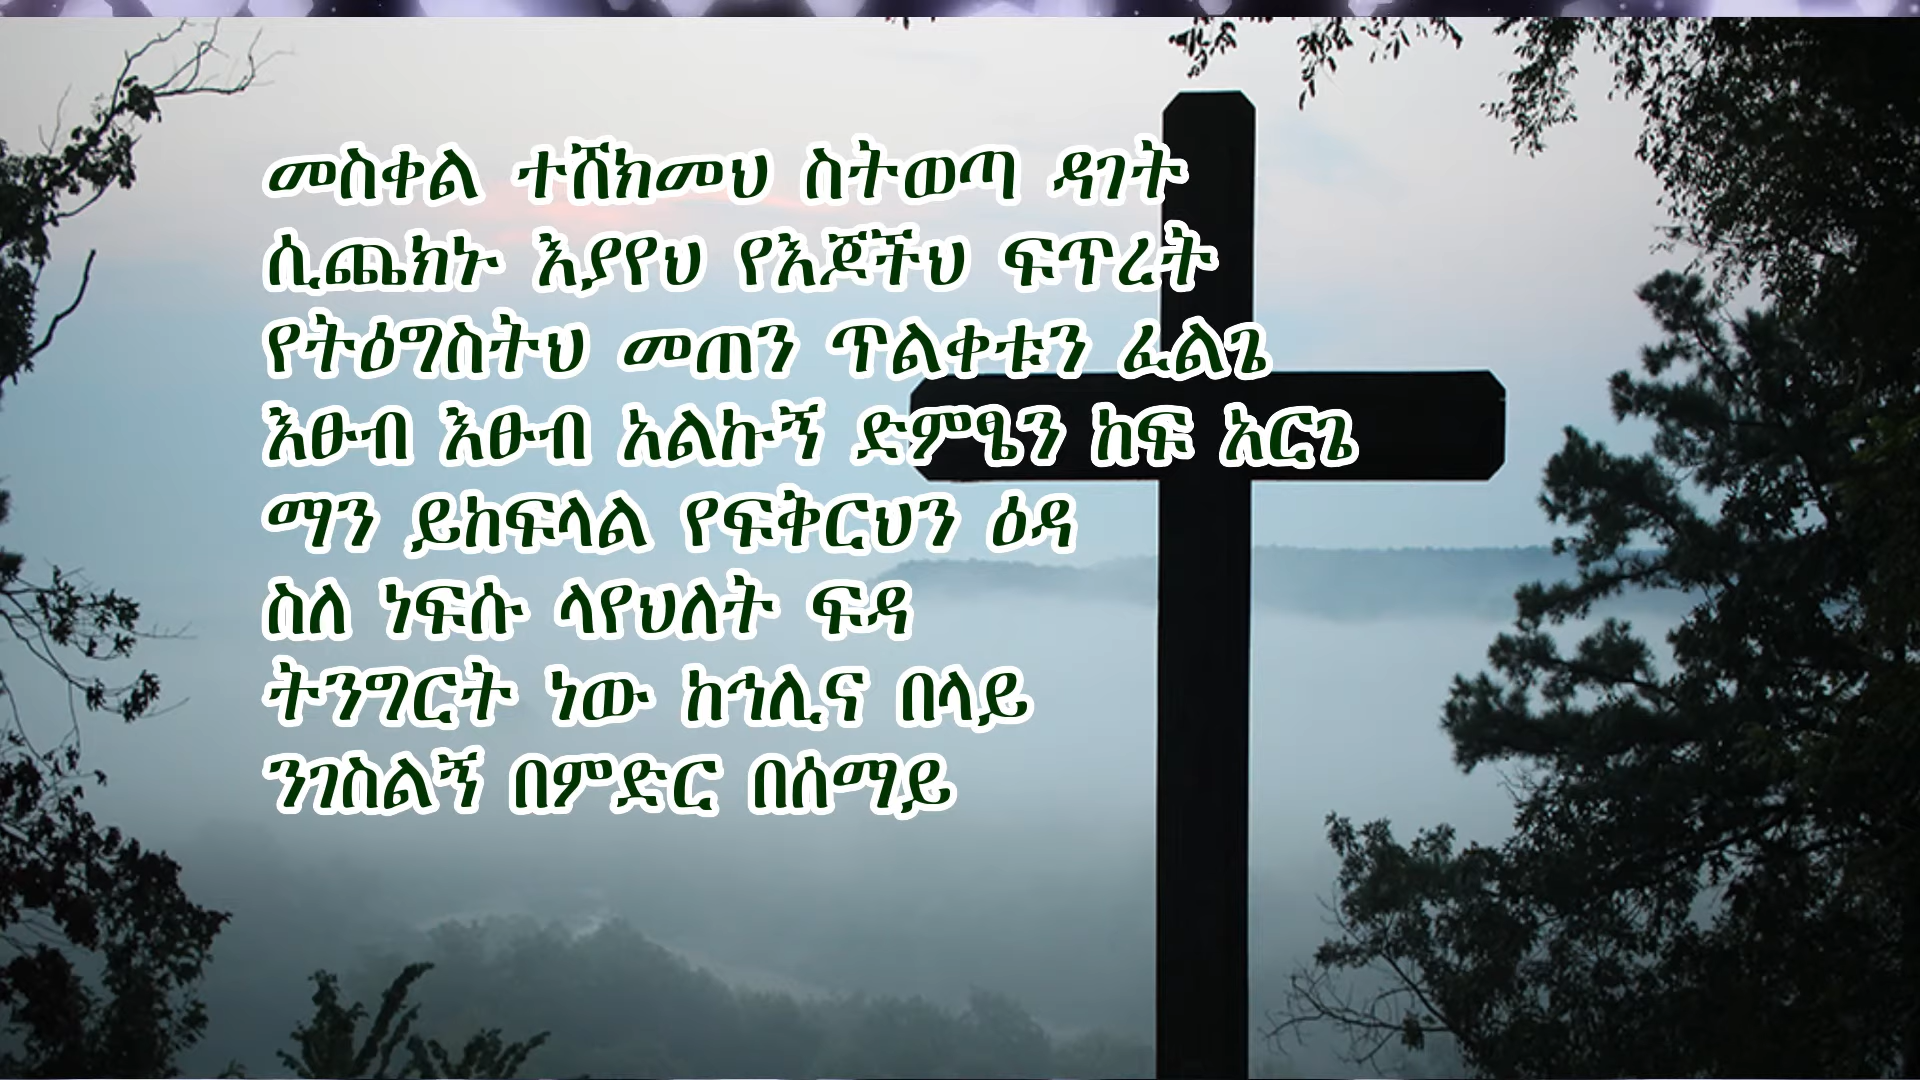 መስቀል ተሸክመህ ስትወጣ ዳገት
ሲጨክኑ እያየህ የእጆችህ ፍጥረት
የትዕግስትህ መጠን ጥልቀቱን ፈልጌ
እፁብ እፁብ አልኩኝ ድምፄን ከፍ አርጌ
ማን ይከፍላል የፍቅርህን ዕዳ
ስለ ነፍሱ ላየህለት ፍዳ
ትንግርት ነው ከኅሊና በላይ
ንገስልኝ በምድር በሰማይ